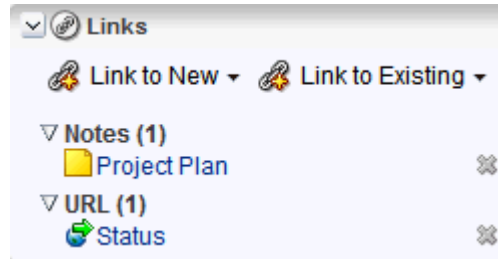 Links
Link to New Link to Existing
Notes (1)
Project Plan
URL (1)
Status